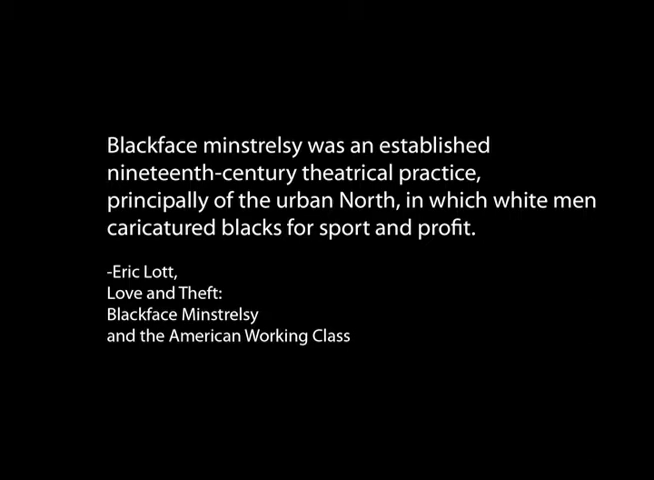 Blackface minstrelsy was an established
nineteenth-century theatrical practice,
principally of the urban North, in which white men
caricatured blacks for sport and profit.
-Eric Lott,
Love and Theft:
Blackface Minstrelsy
and the American Working Class